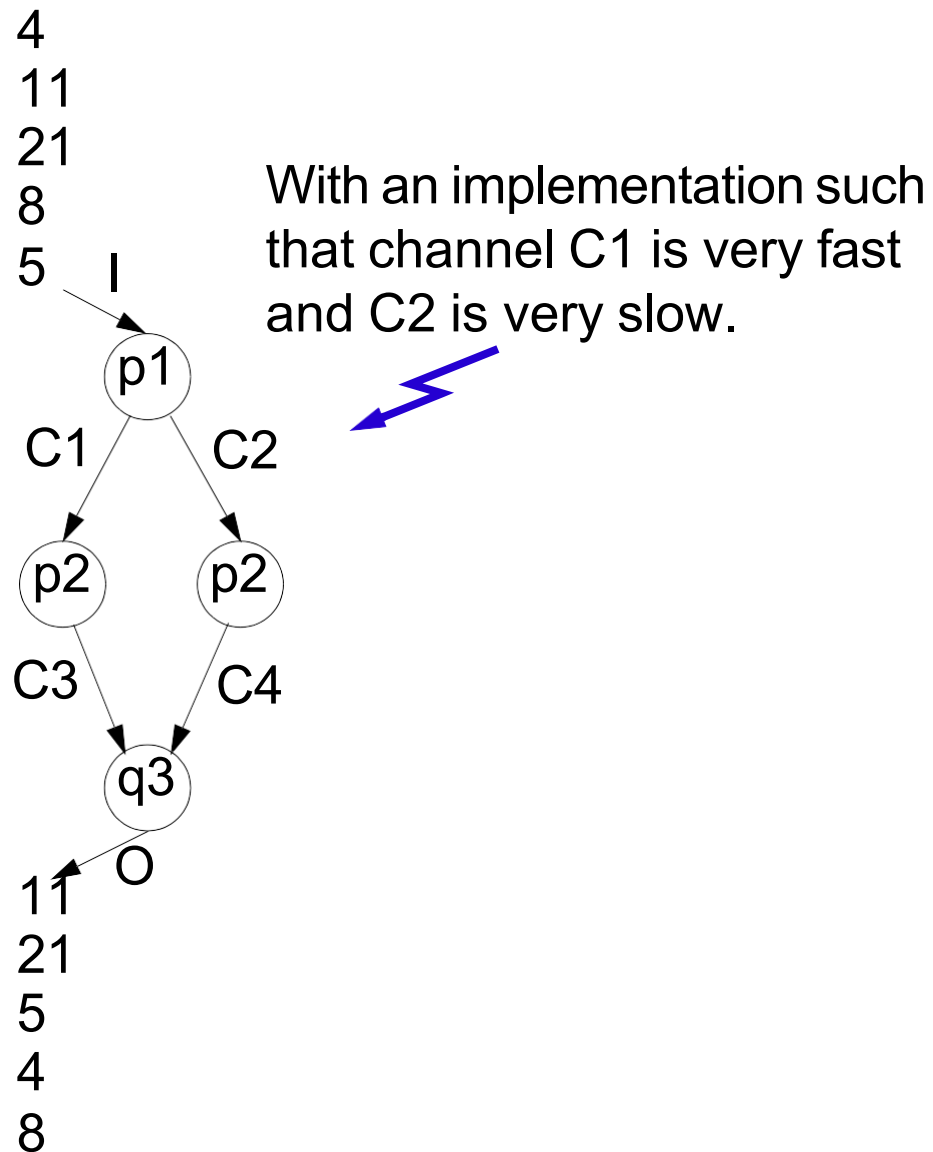 4
11
21
8
5
I
With an implementation such
that channel C1 is very fast
and C2 is very slow.
p1
C1
C2
p2
p2
C3
C4
q3
O
11
21
5
4
8